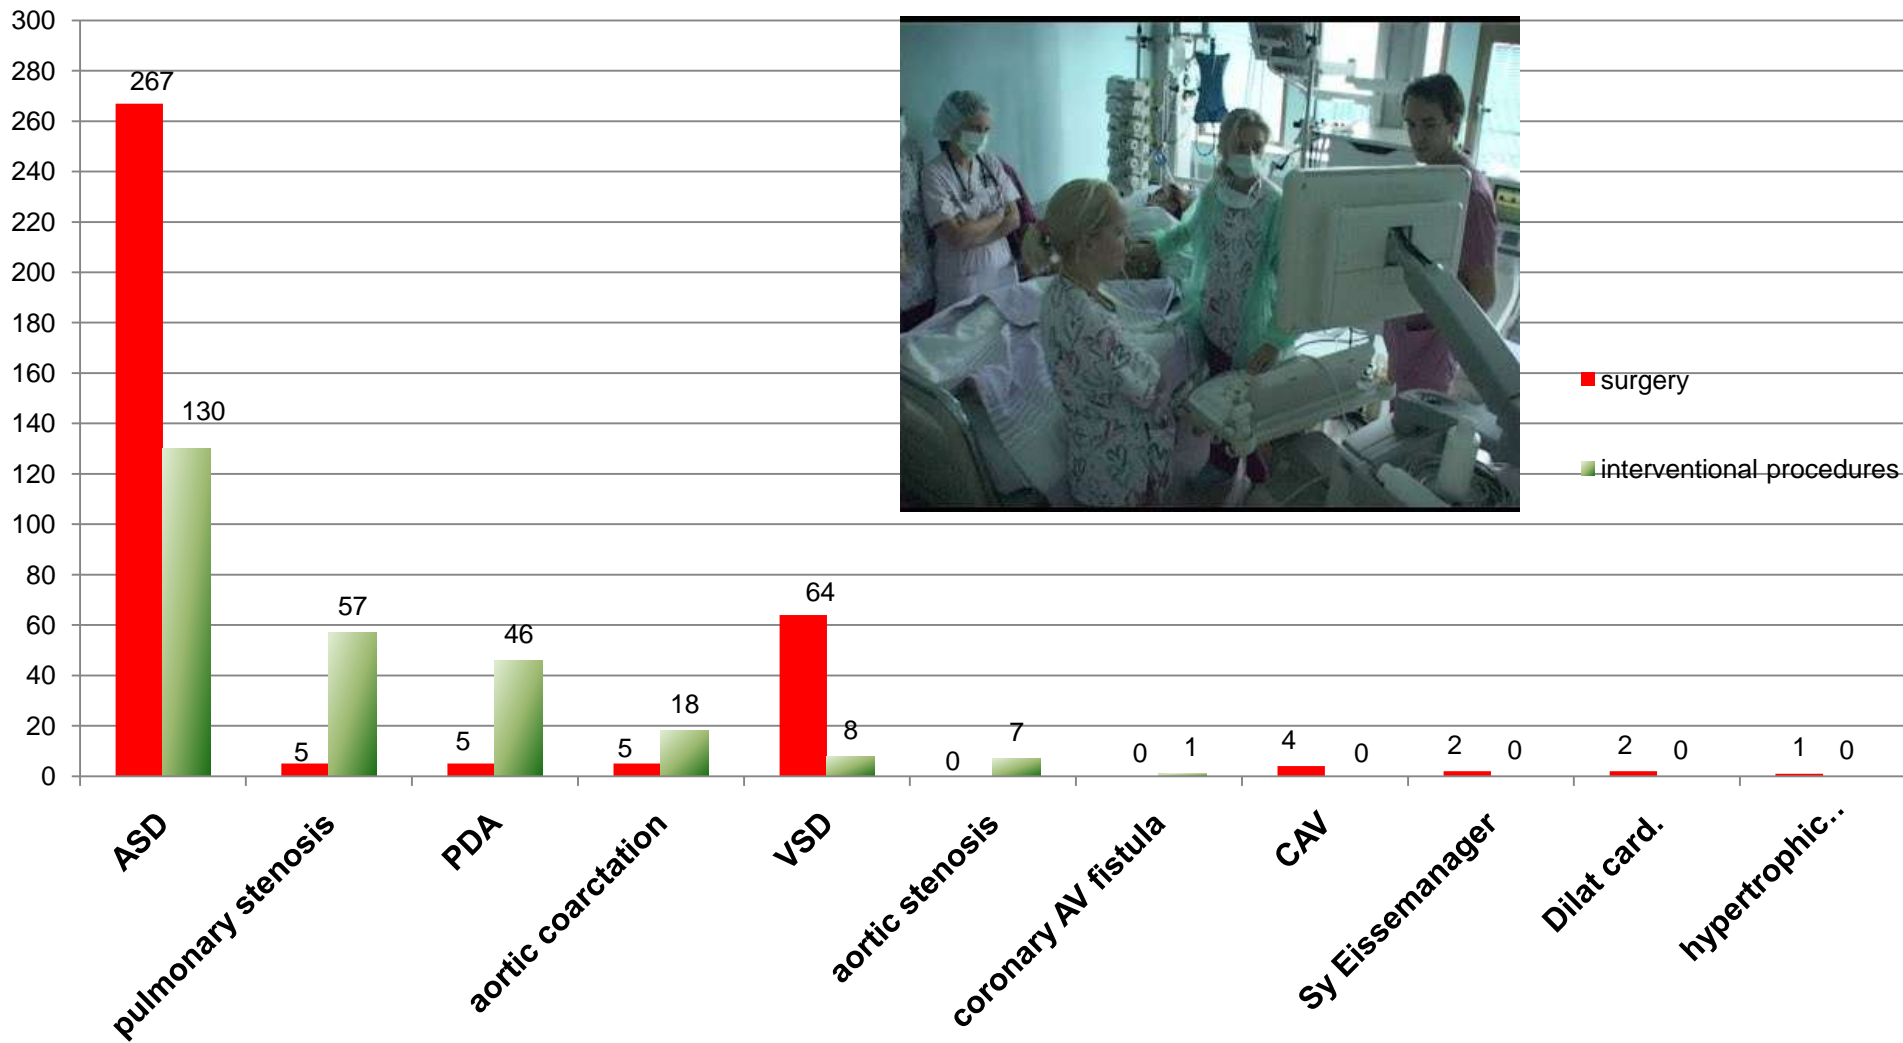 300
280
260
240
220
200
180
160
140
120
100
80
60
40
20
0
267
130
5
57
5
46
5
18
64
8
0
7
0
1
4
0
2
0
2
0
1
0
surgery
interventional procedures
ASD
pulmonary stenosis
PDA
aortic coarctation
VSD
aortic stenosis
coronary AV fistula
CAV
Sy Eissemanager
Dilat card.
hypertrophic..